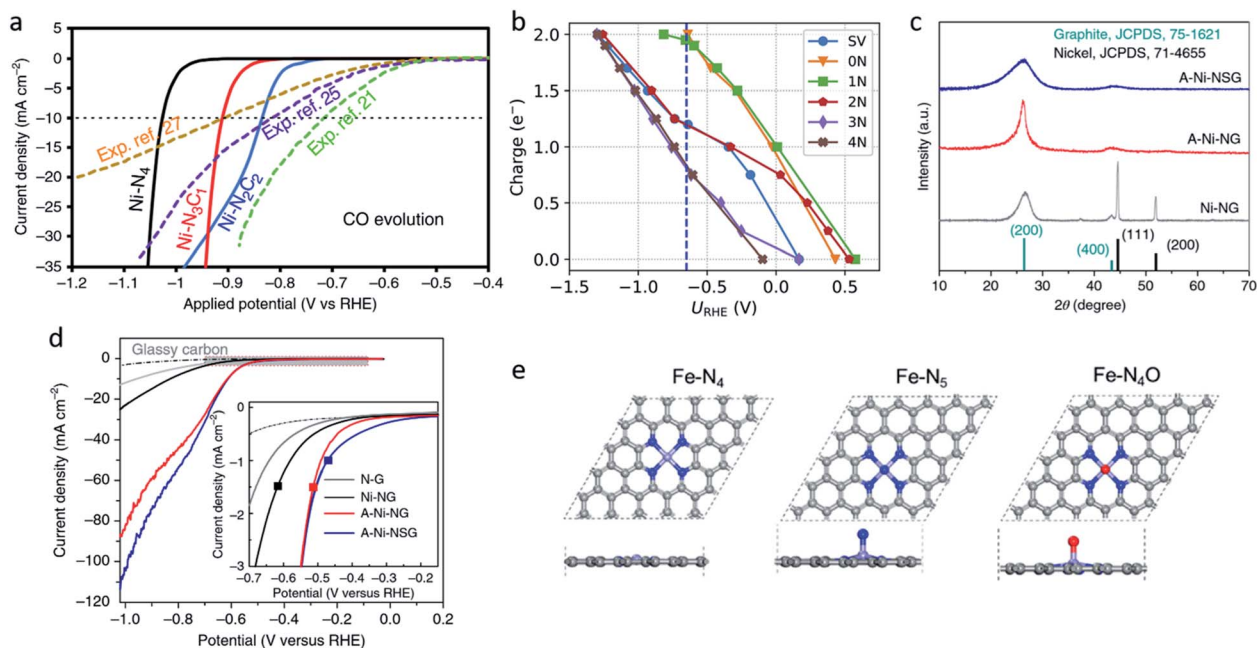 a
5
0
−5
−10
−15
−20
−25
−30
−35
Current density (mA cm⁻²)
Exp. ref. 27
Exp. ref. 25
Exp. ref. 21
Ni-N₄
Ni-N₃C₁
Ni-N₂C₂
CO evolution
−1.2 −1.1 −1 −0.9 −0.8 −0.7 −0.6 −0.5 −0.4
Applied potential (V vs RHE)
b
2.0
1.5
1.0
0.5
0.0
Charge (e⁻)
SV
0N
1N
2N
3N
4N
−1.5 −1.0 −0.5 0.0 0.5
U_RHE (V)
c
Graphite, JCPDS, 75-1621
Nickel, JCPDS, 71-4655
A-Ni-NSG
A-Ni-NG
Ni-NG
Intensity (a.u.)
(200)
(400)
(111)
(200)
10 20 30 40 50 60 70
2θ (degree)
d
0
−20
−40
−60
−80
−100
−120
Current density (mA cm⁻²)
Glassy carbon
0
−1
−2
−3
Current density (mA cm⁻²)
N-G
Ni-NG
A-Ni-NG
A-Ni-NSG
−0.7 −0.6 −0.5 −0.4 −0.3 −0.2
Potential (V versus RHE)
−1.0 −0.8 −0.6 −0.4 −0.2 0.0 0.2
Potential (V versus RHE)
e
Fe-N₄
Fe-N₅
Fe-N₄O